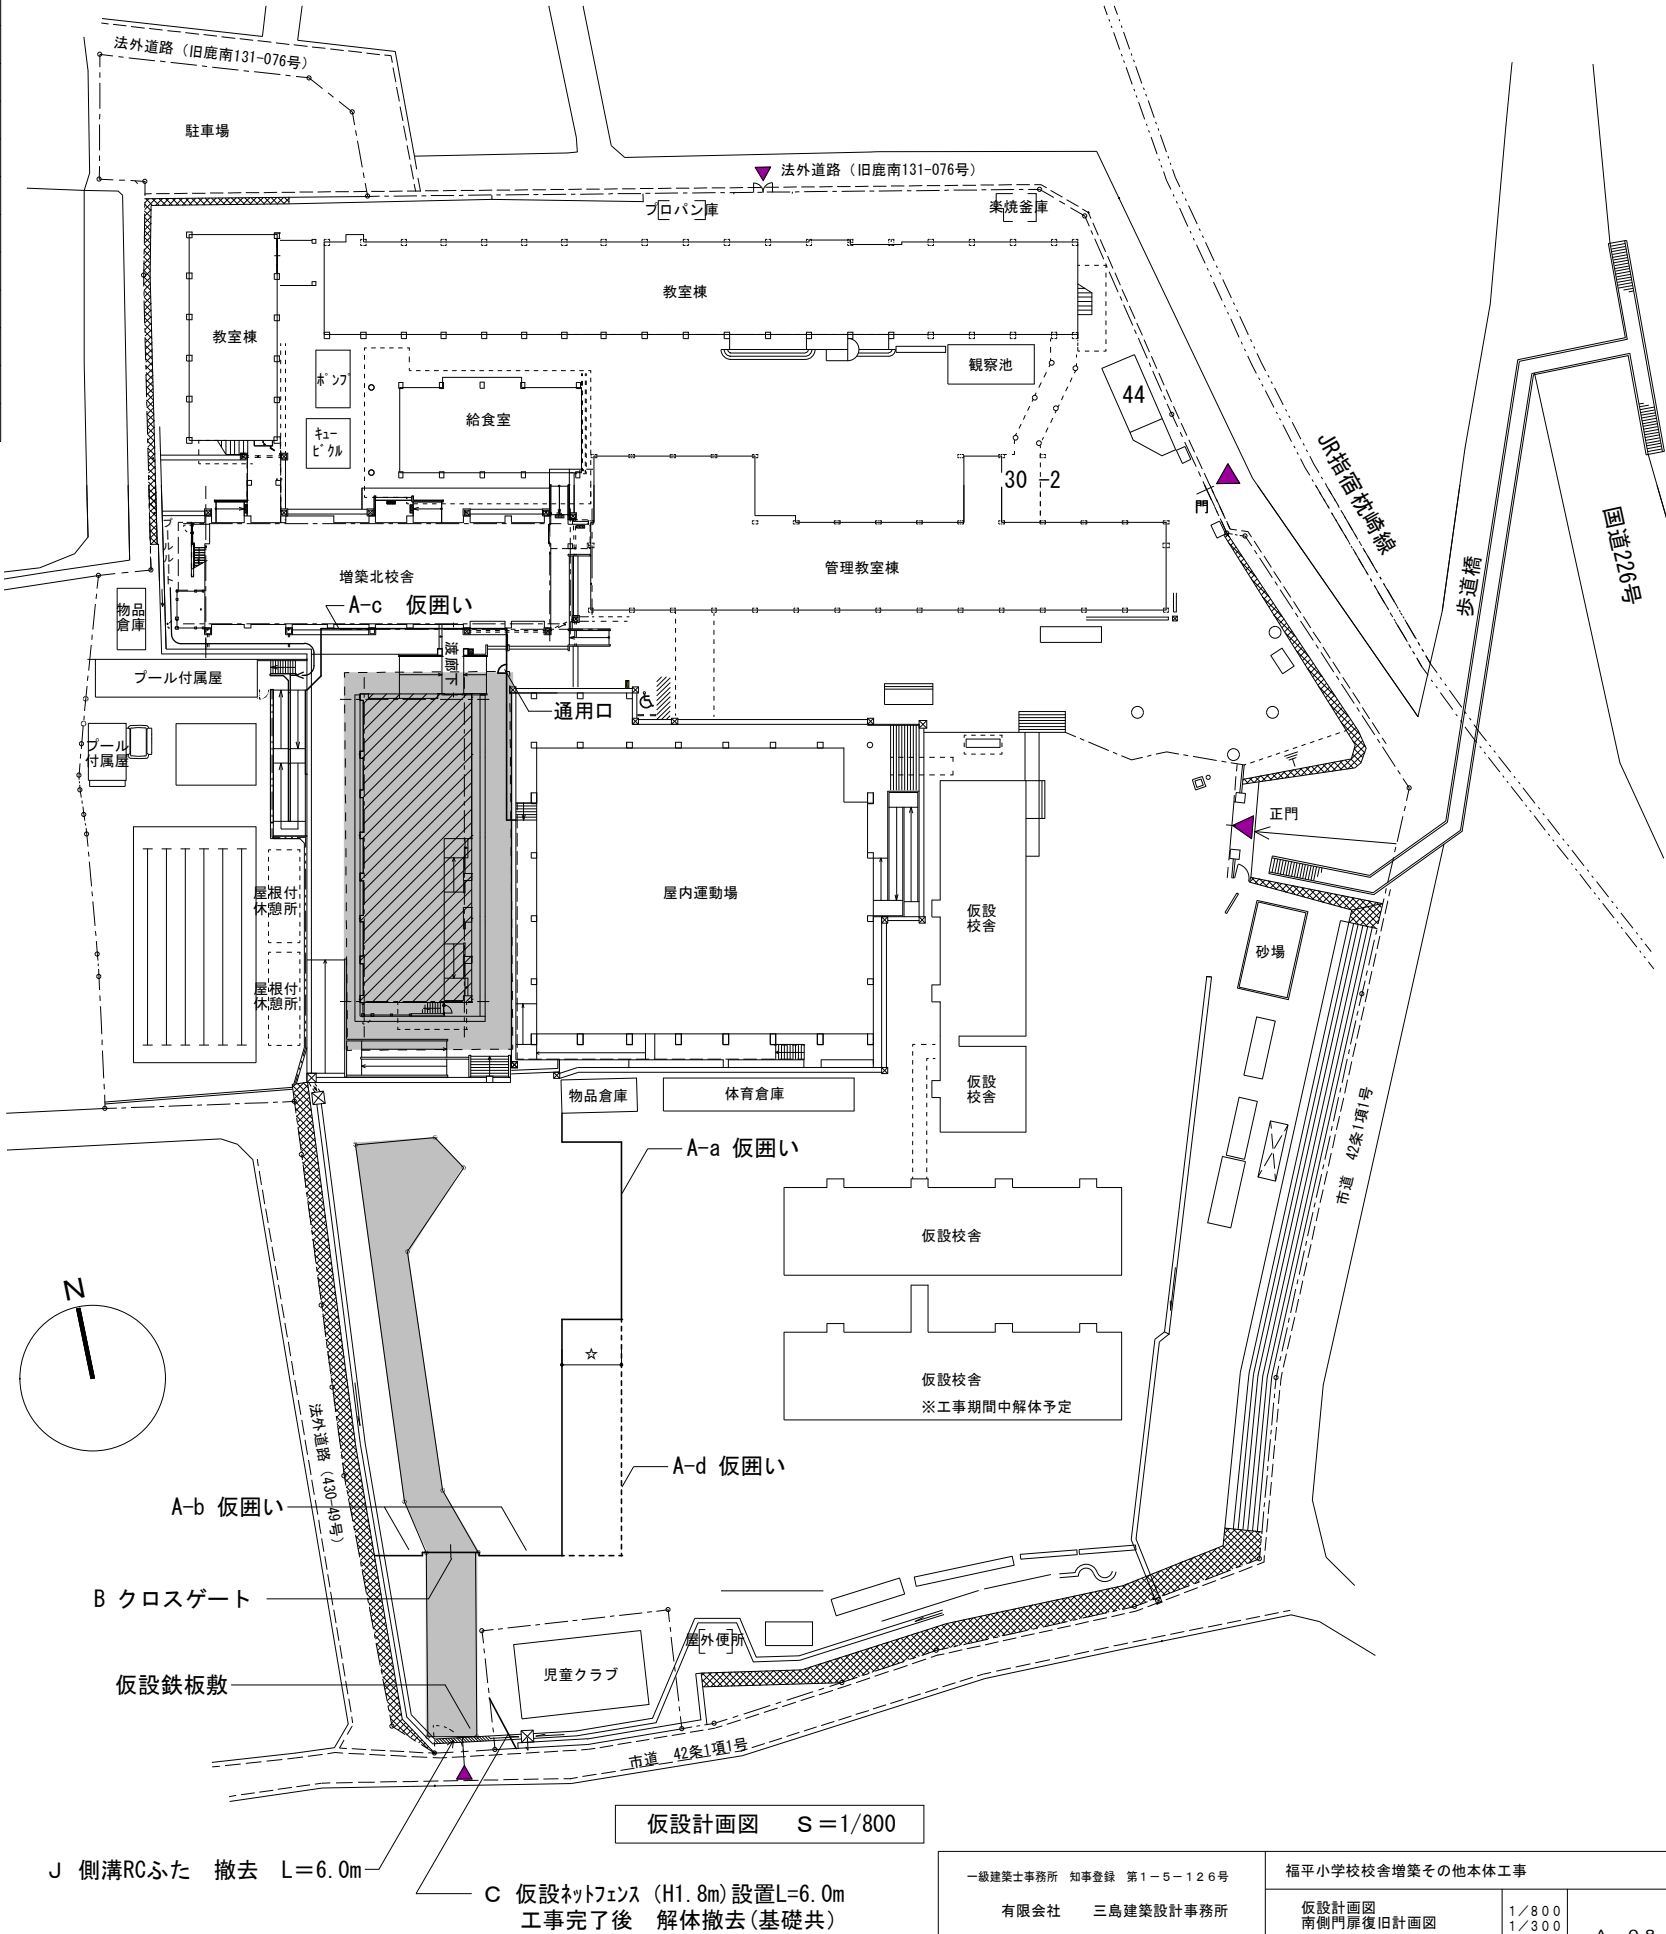 法外道路（旧鹿南131-076号）
駐車場
法外道路（旧鹿南131-076号）
プロパン庫
楽焼釜庫
教室棟
教室棟
ポンプ
キュー
ビクル
給食室
観察池
44
30 -2
門
JR指宿枕崎線
国道226号
歩道橋
増築北校舎
A-c 仮囲い
管理教室棟
物品
倉庫
プール付属屋
渡廊下
通用口
プール
付属屋
正門
屋根付
休憩所
屋内運動場
仮設
校舎
砂場
屋根付
休憩所
仮設
校舎
物品倉庫
体育倉庫
A-a 仮囲い
市道 42条1項1号
仮設校舎
N
☆
仮設校舎
※工事期間中解体予定
法外道路（430-49号）
A-d 仮囲い
A-b 仮囲い
B クロスゲート
屋外便所
児童クラブ
仮設鉄板敷
市道 42条1項1号
仮設計画図 S＝1/800
J 側溝RCふた 撤去 L＝6.0m
C 仮設ネットフェンス（H1.8m)設置L=6.0m
工事完了後 解体撤去(基礎共)
一級建築士事務所 知事登録 第1－5－126号
有限会社 三島建築設計事務所
福平小学校校舎増築その他本体工事
仮設計画図 1/800
南側門扉復旧計画図 1/300